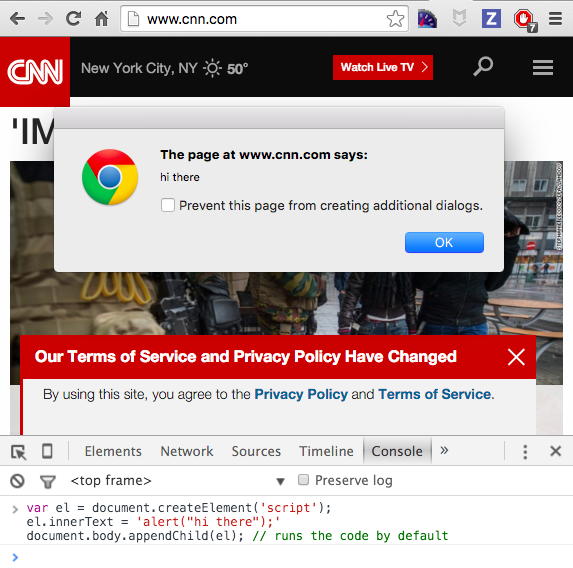 www.cnn.com
Z
7
CNN
New York City, NY 50°
Watch Live TV
'IM
The page at www.cnn.com says:
hi there
Prevent this page from creating additional dialogs.
OK
Our Terms of Service and Privacy Policy Have Changed
By using this site, you agree to the Privacy Policy and Terms of Service.
Elements Network Sources Timeline Console »
<top frame> ▼ Preserve log
var el = document.createElement('script');
el.innerText = 'alert("hi there");'
document.body.appendChild(el); // runs the code by default